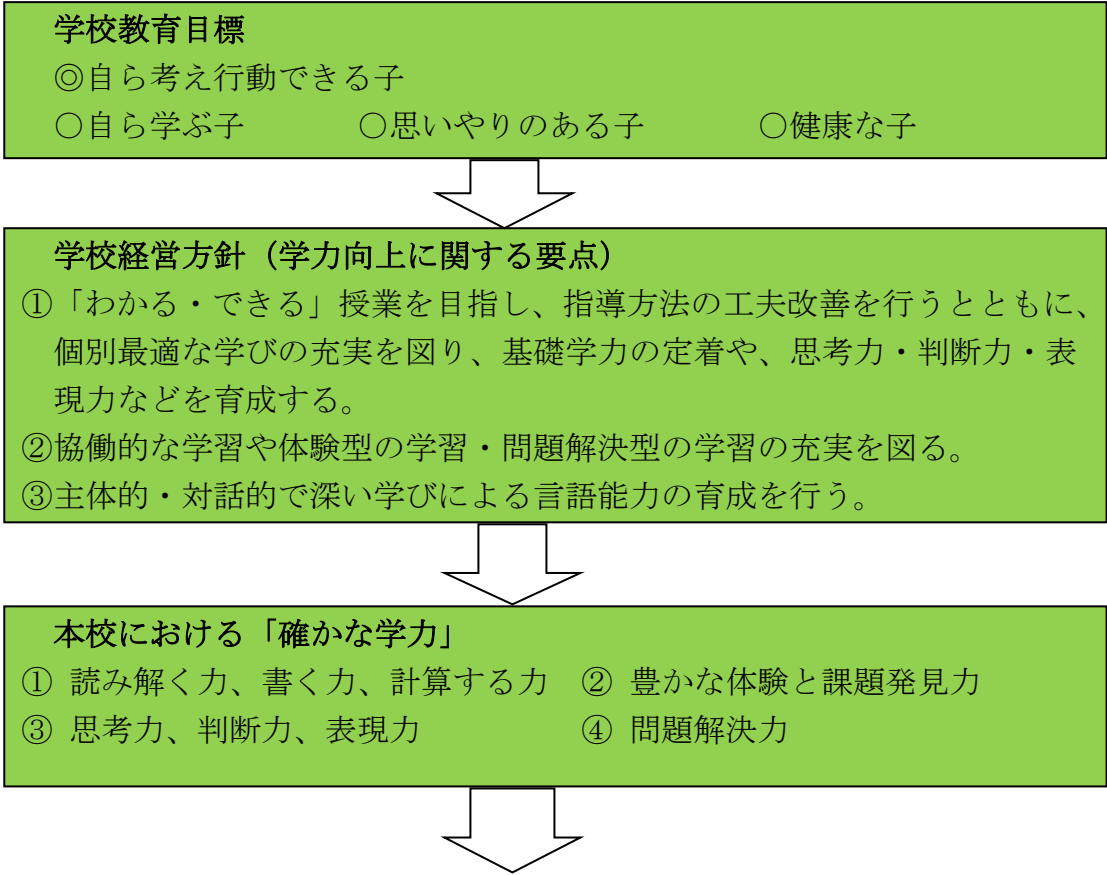 学校教育目標
◎自ら考え行動できる子
○自ら学ぶ子　○思いやりのある子　○健康な子
学校経営方針（学力向上に関する要点）
①「わかる・できる」授業を目指し、指導方法の工夫改善を行うとともに、
個別最適な学びの充実を図り、基礎学力の定着や、思考力・判断力・表
現力などを育成する。
②協働的な学習や体験型の学習・問題解決型の学習の充実を図る。
③主体的・対話的で深い学びによる言語能力の育成を行う。
本校における「確かな学力」
① 読み解く力、書く力、計算する力　② 豊かな体験と課題発見力
③ 思考力、判断力、表現力　④ 問題解決力